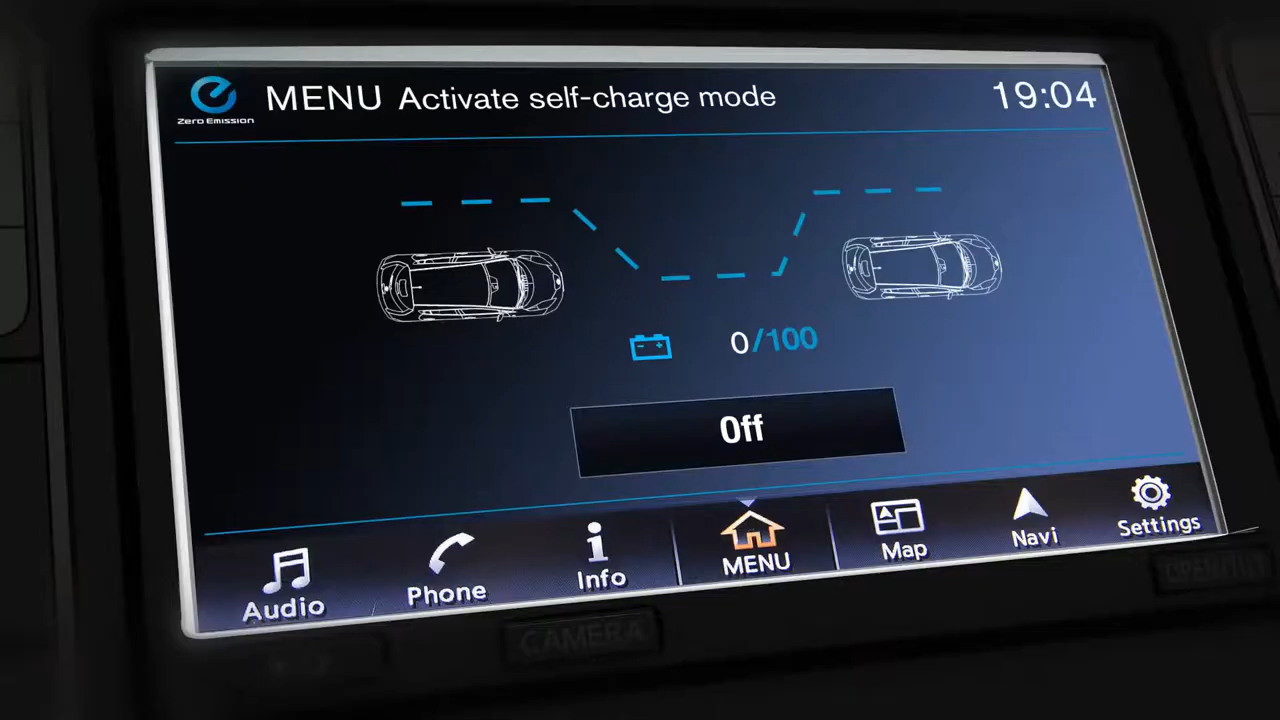 MENU Activate self-charge mode
19:04
Zero Emission
0/100
Off
Audio
Phone
Info
MENU
Map
Navi
Settings
CAMERA